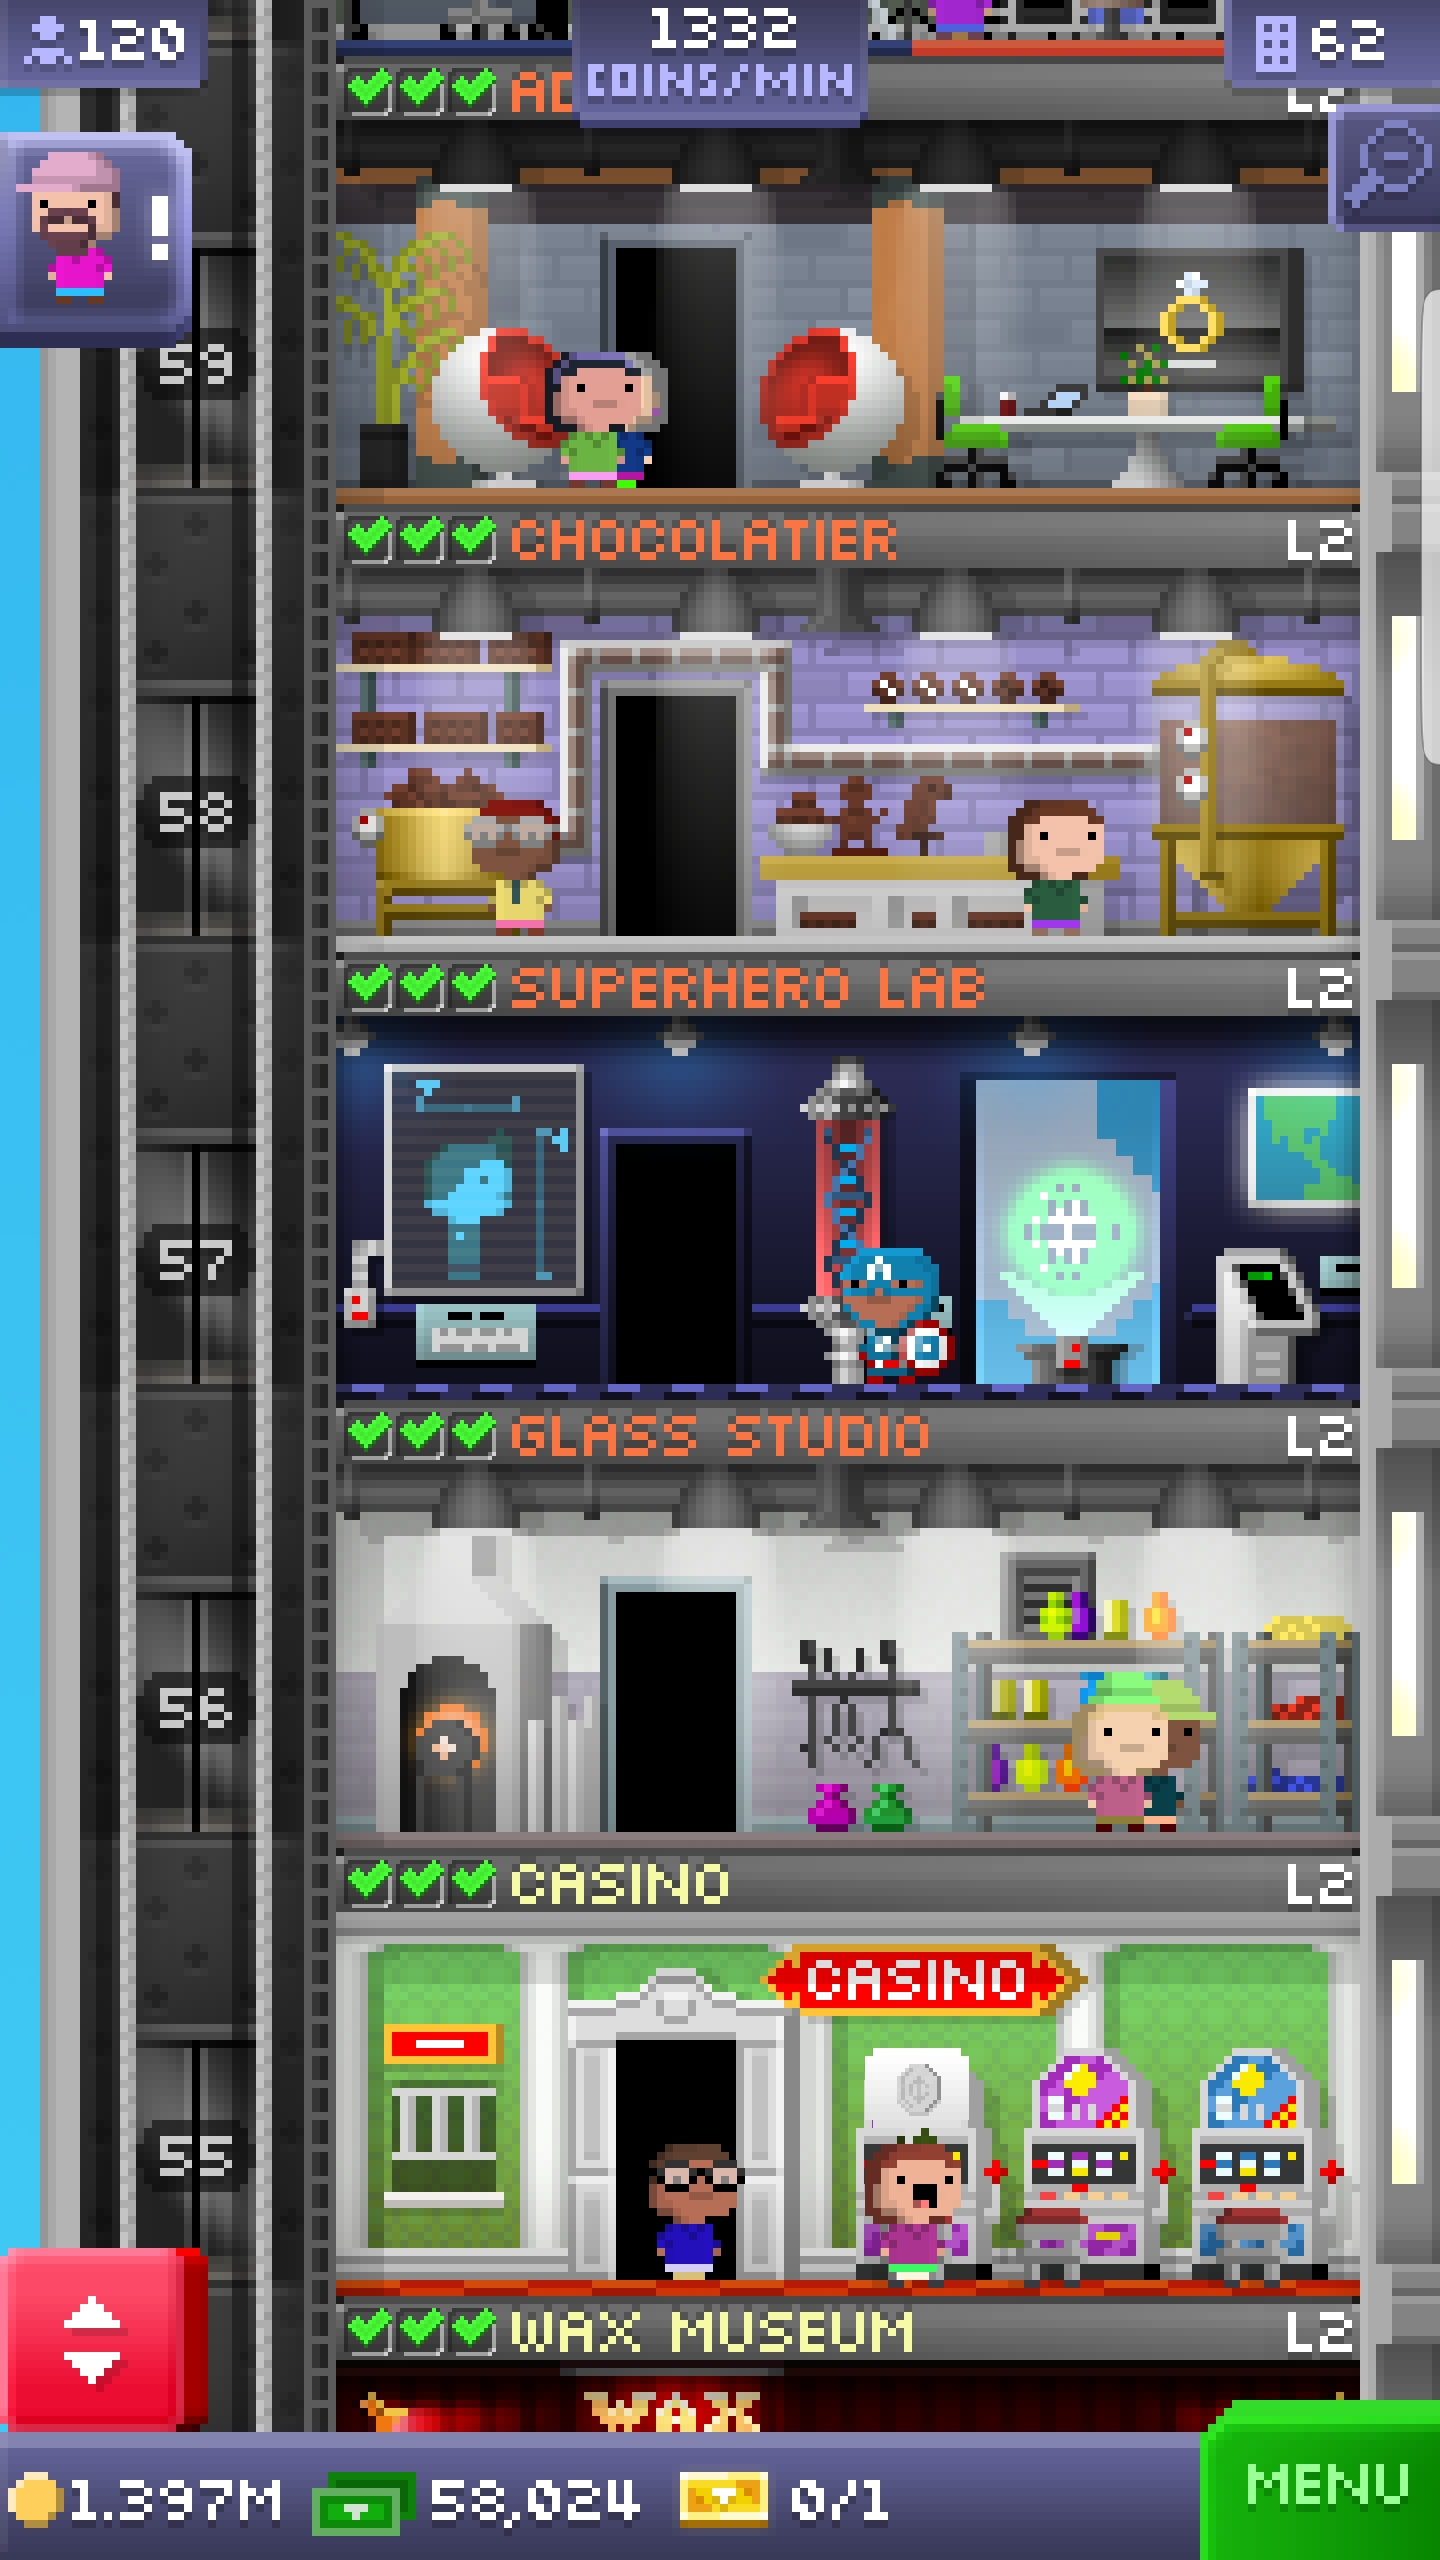 120
1332
COINS/MIN
62
!
L2
59
CHOCOLATIER L2
58
SUPERHERO LAB L2
57
GLASS STUDIO L2
56
CASINO L2
CASINO
55
WAX MUSEUM L2
WAX
1.397M 58,024 0/1
MENU